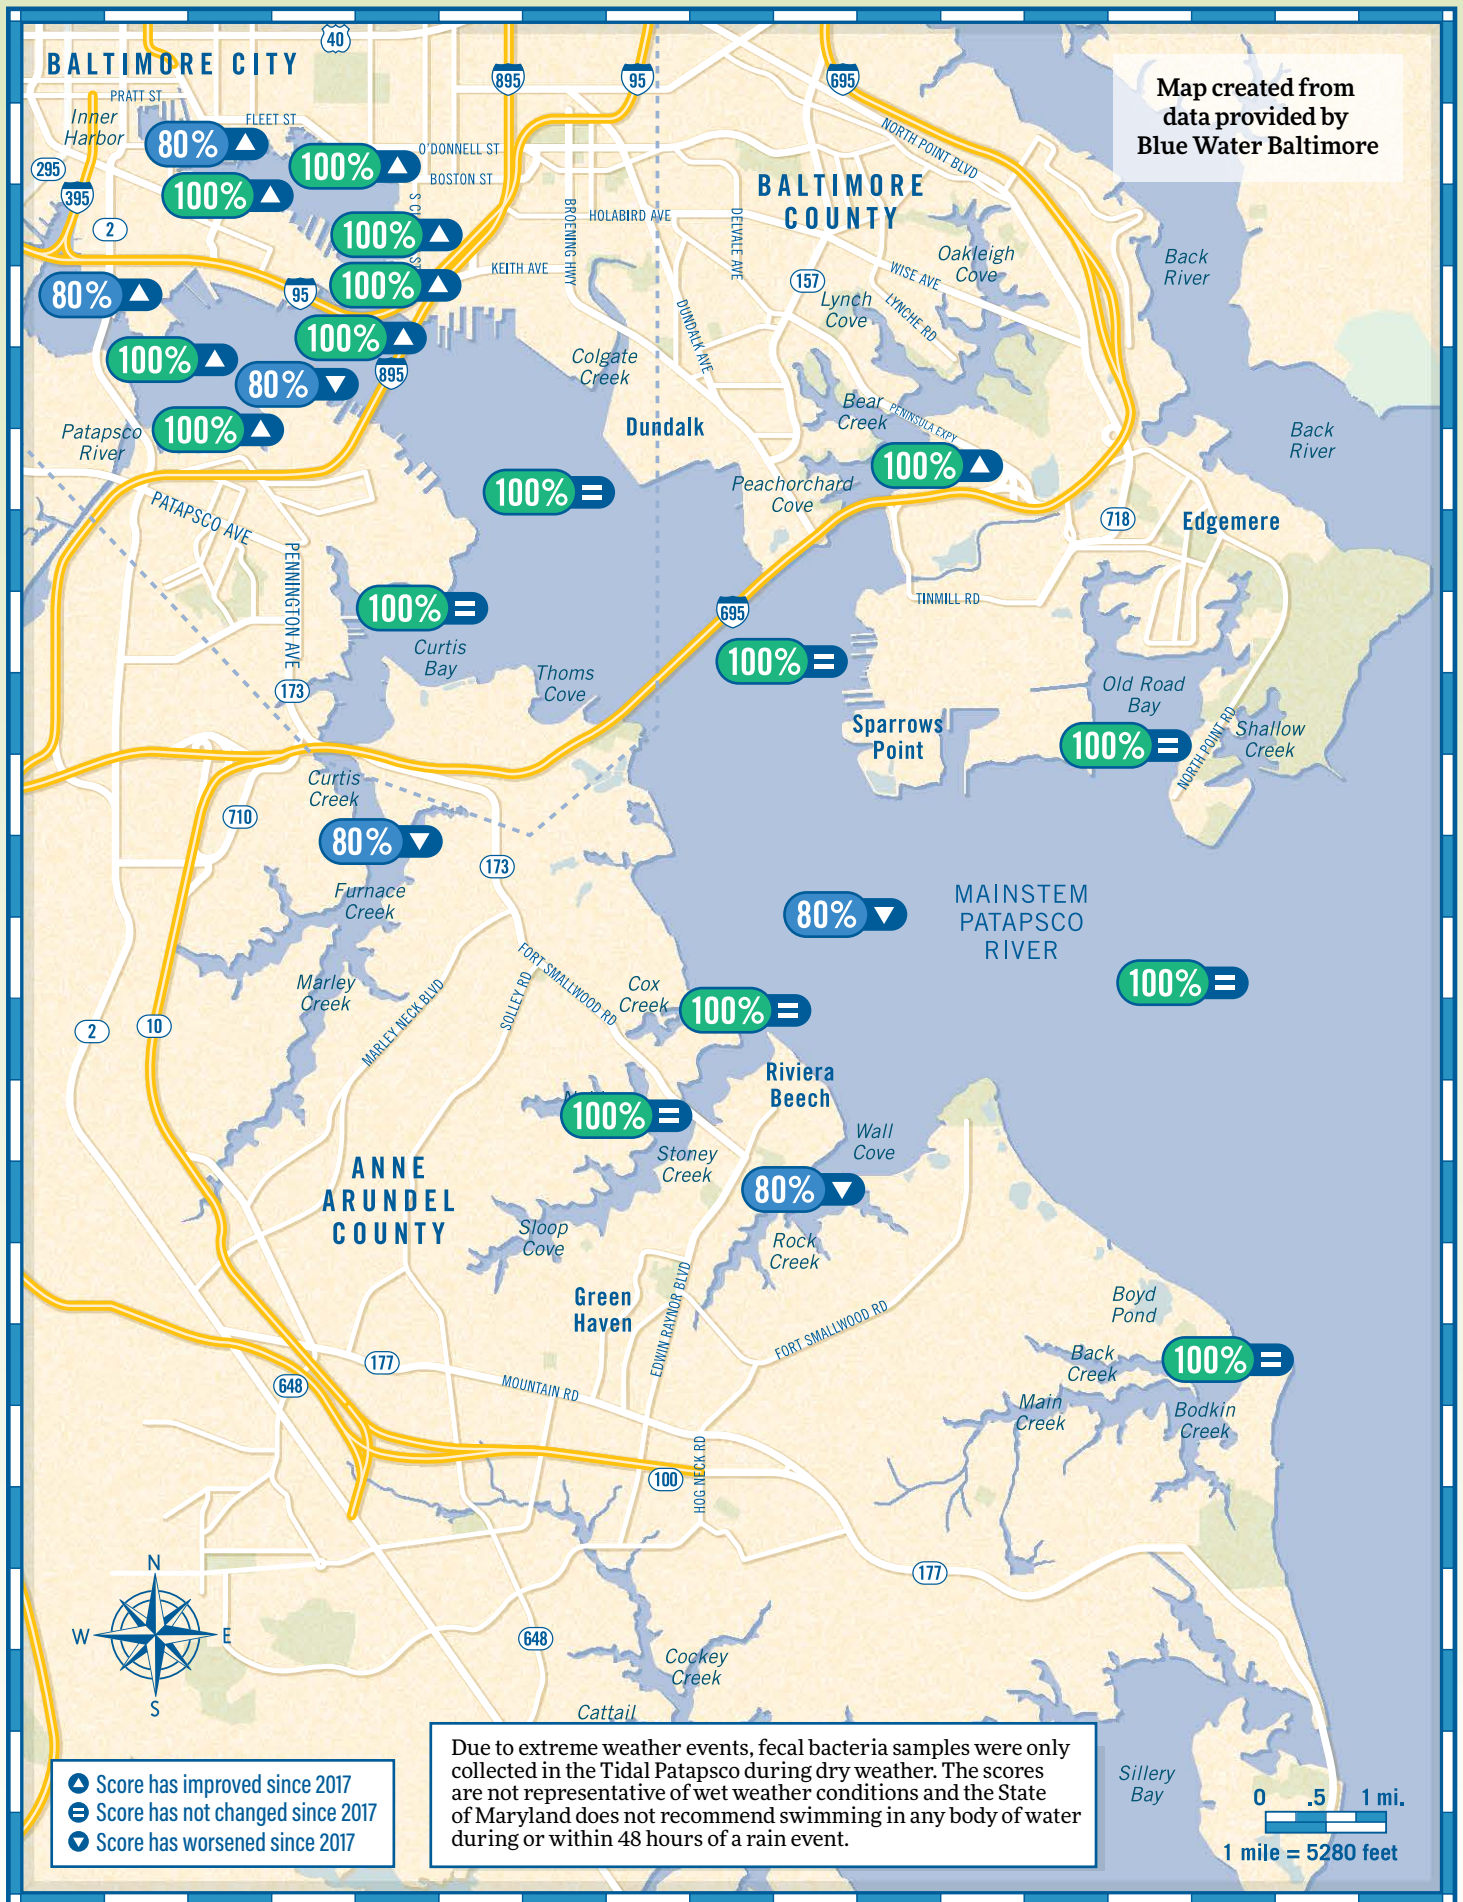 40
895
95
695
BALTIMORE CITY
PRATT ST
Inner
Harbor
FLEET ST
80%
100%
O'DONNELL ST
BOSTON ST
295
395
100%
2
100%
100%
KEITH AVE
BROENING HWY
HOLABIRD AVE
DELVALE AVE
NORTH POINT BLVD
BALTIMORE
COUNTY
Oakleigh
Cove
WISE AVE
157
Lynch
Cove
LYNCHE RD
DUNDALK AVE
Back
River
Map created from
data provided by
Blue Water Baltimore
80%
95
100%
100%
80%
895
Colgate
Creek
Bear
Creek
PENINSULA EXPY
Patapsco
River
100%
Dundalk
100%
Back
River
100%
Peachorchard
Cove
PATAPSCO AVE
PENNINGTON AVE
718
Edgemere
100%
Curtis
Bay
695
TINMILL RD
100%
173
Thoms
Cove
Old Road
Bay
Sparrows
Point
100%
NORTH POINT RD
Shallow
Creek
Curtis
Creek
710
80%
173
Furnace
Creek
80%
MAINSTEM
PATAPSCO
RIVER
Marley
Creek
MARLEY NECK BLVD
SOLLEY RD
FORT SMALLWOOD RD
Cox
Creek
100%
100%
2
10
Riviera
Beech
100%
Stoney
Creek
Wall
Cove
ANNE
ARUNDEL
COUNTY
80%
Sloop
Cove
Rock
Creek
Green
Haven
EDWIN RAYNOR BLVD
FORT SMALLWOOD RD
Boyd
Pond
177
648
MOUNTAIN RD
Back
Creek
100%
Main
Creek
Bodkin
Creek
100
HOG NECK RD
177
N
W
E
S
648
Cockey
Creek
Cattail
Sillery
Bay
Score has improved since 2017
Score has not changed since 2017
Score has worsened since 2017
Due to extreme weather events, fecal bacteria samples were only
collected in the Tidal Patapsco during dry weather. The scores
are not representative of wet weather conditions and the State
of Maryland does not recommend swimming in any body of water
during or within 48 hours of a rain event.
0 .5 1 mi.
1 mile = 5280 feet